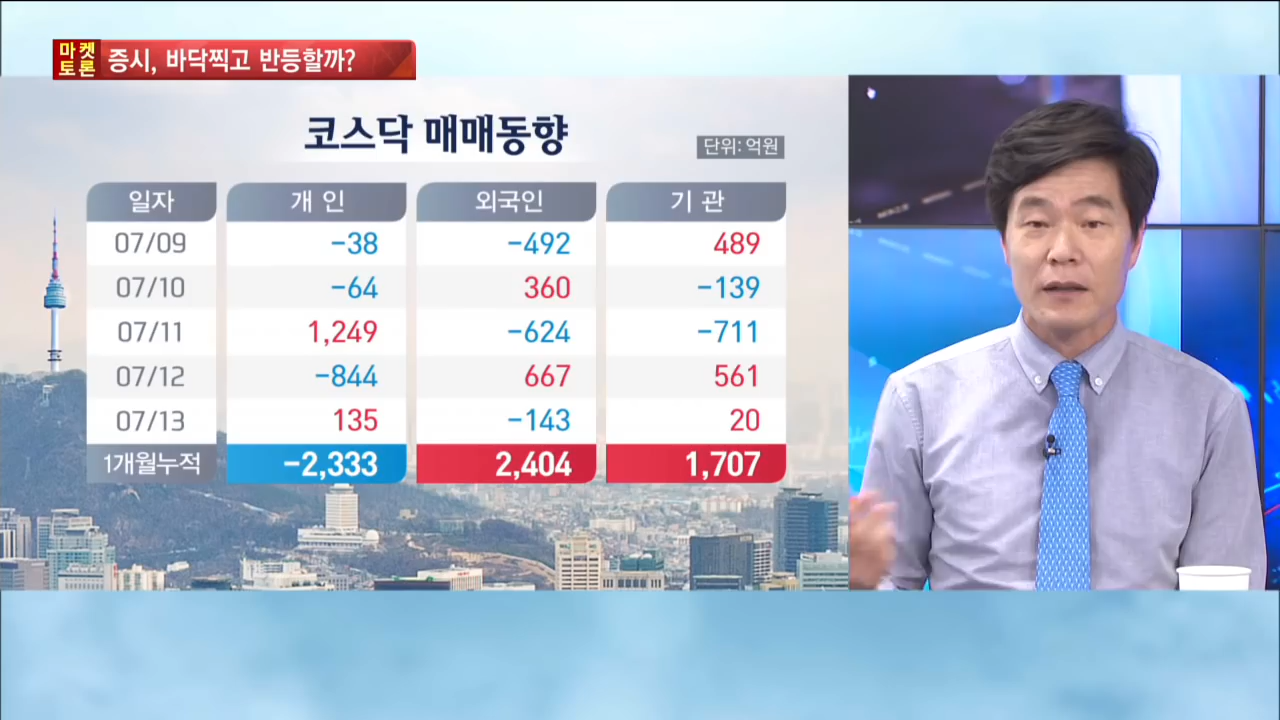 마켓
토론
증시, 바닥찍고 반등할까?
코스닥 매매동향
단위: 억원
일자 개 인 외국인 기 관
07/09 -38 -492 489
07/10 -64 360 -139
07/11 1,249 -624 -711
07/12 -844 667 561
07/13 135 -143 20
1개월누적 -2,333 2,404 1,707